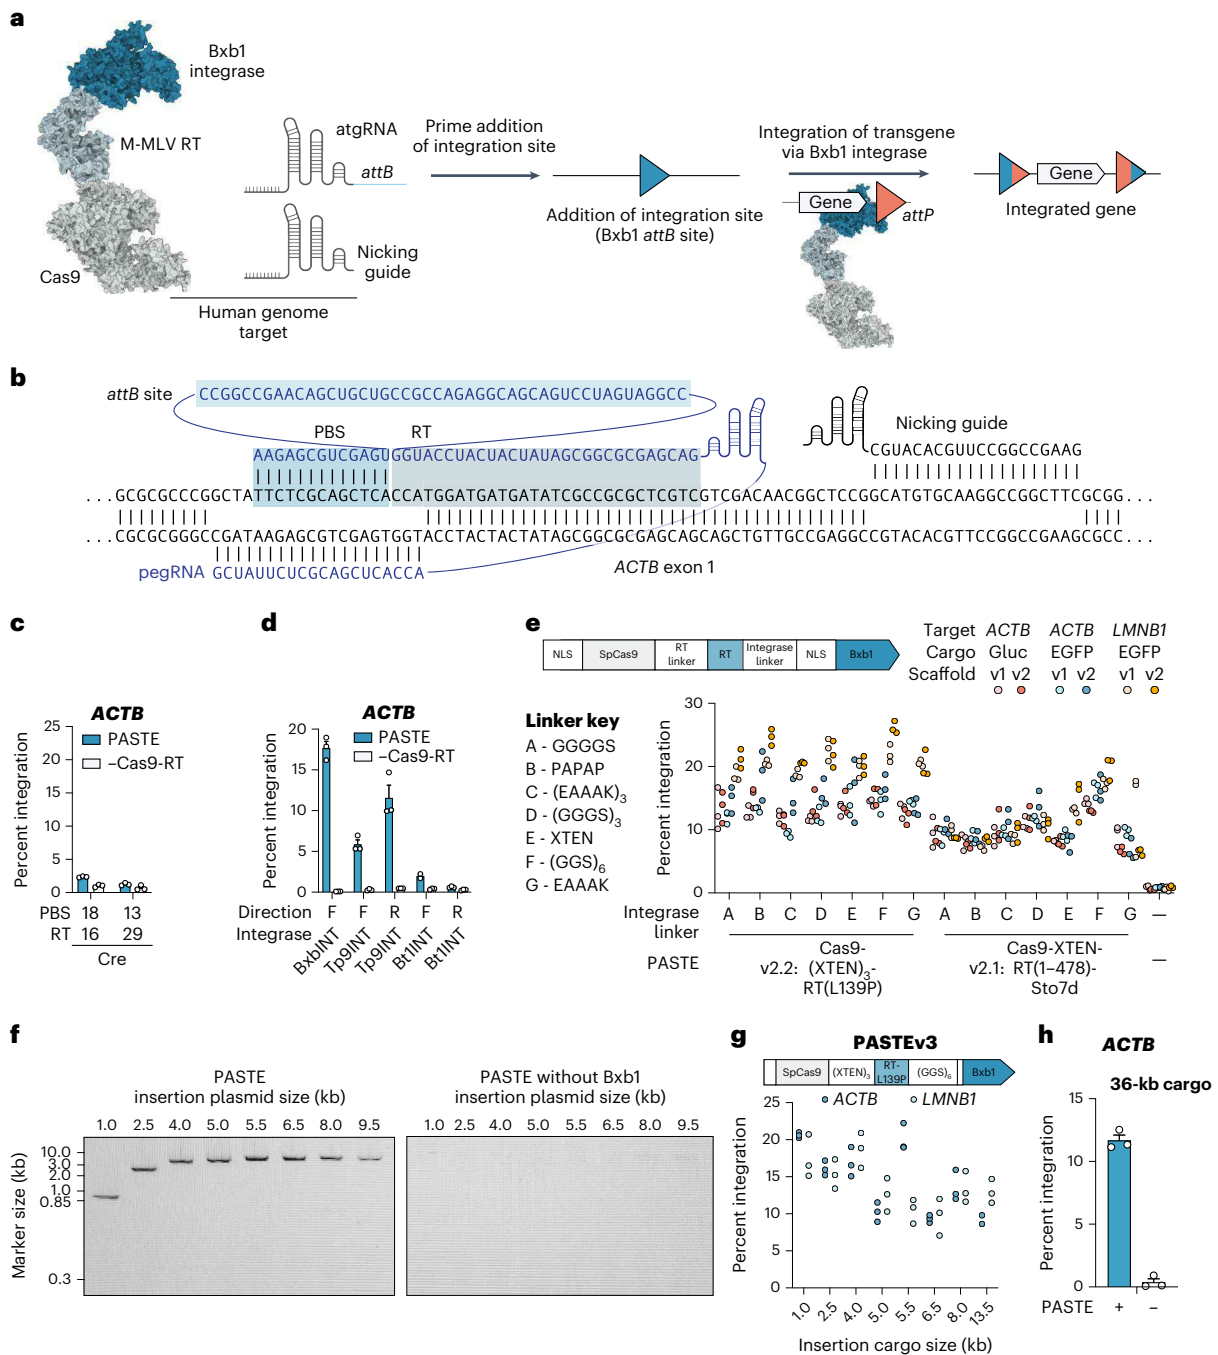 a
Bxb1
integrase
M-MLV RT
Cas9
atgRNA
attB
Nicking
guide
Human genome
target
Prime addition
of integration site
Addition of integration site
(Bxb1 attB site)
Integration of transgene
via Bxb1 integrase
Gene
attP
Gene
Integrated gene
b
attB site
CCGGCCGAACAGCUGCUGCCGCCAGAGGCAGCAGUCCUAGUAGGCC
PBS RT
Nicking guide
AAGAGCGUCGAGUGGUACCUACUACUAUAGCGGCGCGAGCAG
CGUACACGUUCCGGCCGAAG
...GCGCGCCCGGCTATTCTCGCAGCTCACCATGGATGATGATATCGCCGCGCTCGTCGTCGACAACGGCTCCGGCATGTGCAAGGCCGGCTTCGCGG...
...CGCGCGGGCCGATAAGAGCGTCGAGTGGTACCTACTACTATAGCGGCGCGAGCAGCAGCTGTTGCCGAGGCCGTACACGTTCCGGCCGAAGCGCC...
pegRNA GCUAUUCUCGCAGCUCACCA
ACTB exon 1
c
ACTB
PASTE
–Cas9-RT
Percent integration
25
20
15
10
5
0
PBS 18 13
RT 16 29
Cre
d
ACTB
PASTE
–Cas9-RT
Percent integration
20
15
10
5
0
Direction F F R F R
Integrase
BxbINT Tp9INT Tp9INT Bt1INT Bt1INT
e
NLS SpCas9 RT linker RT Integrase linker NLS Bxb1
Target ACTB ACTB LMNB1
Cargo Gluc EGFP EGFP
Scaffold v1 v2 v1 v2 v1 v2
Linker key
A - GGGGS
B - PAPAP
C - (EAAAK)3
D - (GGGS)3
E - XTEN
F - (GGS)6
G - EAAAK
Percent integration
30
20
10
0
Integrase
linker
A B C D E F G A B C D E F G —
PASTE
v2.2: Cas9-(XTEN)3-RT(L139P)
v2.1: Cas9-XTEN-RT(1–478)-Sto7d
—
f
PASTE
insertion plasmid size (kb)
1.0 2.5 4.0 5.0 5.5 6.5 8.0 9.5
PASTE without Bxb1
insertion plasmid size (kb)
1.0 2.5 4.0 5.0 5.5 6.5 8.0 9.5
Marker size (kb)
10.0
3.0
2.0
1.0
0.85
0.3
g
PASTEv3
SpCas9 (XTEN)3 RT-L139P (GGS)6 Bxb1
ACTB LMNB1
Percent integration
25
20
15
10
5
0
1.0 2.5 4.0 5.0 5.5 6.5 8.0 13.5
Insertion cargo size (kb)
h
ACTB
36-kb cargo
Percent integration
15
10
5
0
PASTE + –